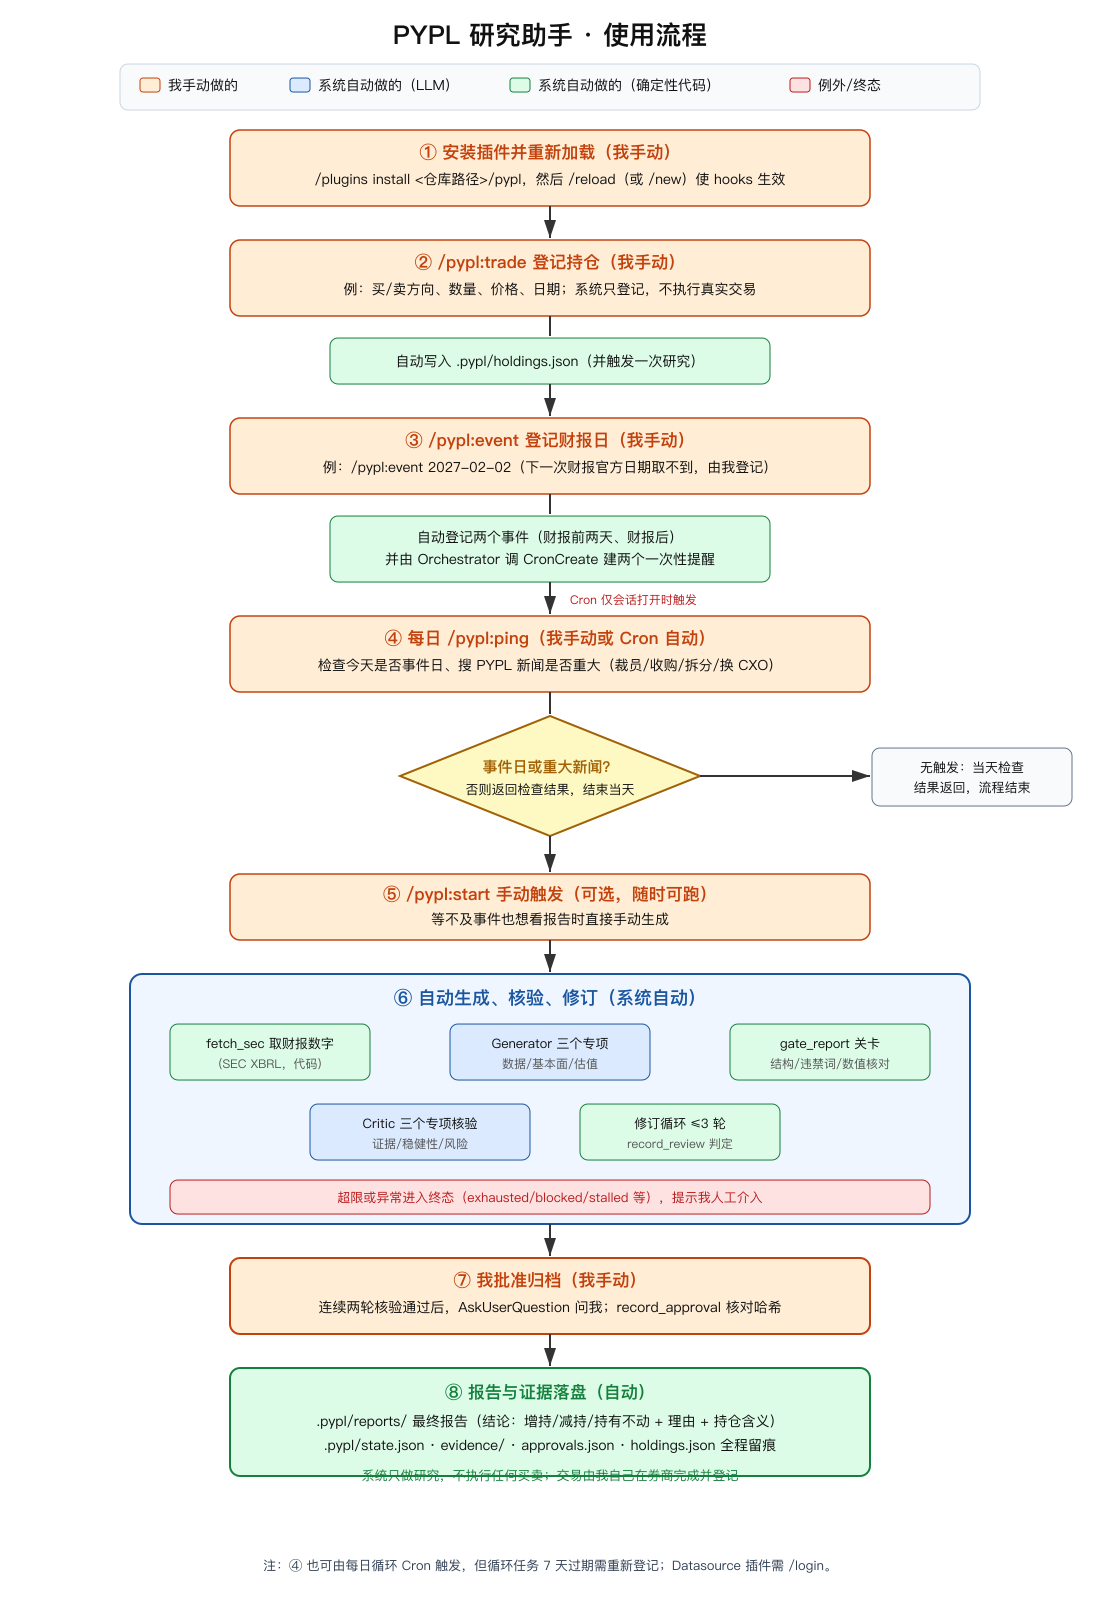 PYPL 研究助手 · 使用流程
我手动做的
系统自动做的（LLM）
系统自动做的（确定性代码）
例外/终态
① 安装插件并重新加载（我手动）
/plugins install <仓库路径>/pypl，然后 /reload（或 /new）使 hooks 生效
② /pypl:trade 登记持仓（我手动）
例：买/卖方向、数量、价格、日期；系统只登记，不执行真实交易
自动写入 .pypl/holdings.json（并触发一次研究）
③ /pypl:event 登记财报日（我手动）
例：/pypl:event 2027-02-02（下一次财报官方日期取不到，由我登记）
自动登记两个事件（财报前两天、财报后）
并由 Orchestrator 调 CronCreate 建两个一次性提醒
Cron 仅会话打开时触发
④ 每日 /pypl:ping（我手动或 Cron 自动）
检查今天是否事件日、搜 PYPL 新闻是否重大（裁员/收购/拆分/换 CXO）
事件日或重大新闻?
否则返回检查结果，结束当天
无触发：当天检查
结果返回，流程结束
⑤ /pypl:start 手动触发（可选，随时可跑）
等不及事件也想看报告时直接手动生成
⑥ 自动生成、核验、修订（系统自动）
fetch_sec 取财报数字
（SEC XBRL，代码）
Generator 三个专项
数据/基本面/估值
gate_report 关卡
结构/违禁词/数值核对
Critic 三个专项核验
证据/稳健性/风险
修订循环 ≤3 轮
record_review 判定
超限或异常进入终态（exhausted/blocked/stalled 等），提示我人工介入
⑦ 我批准归档（我手动）
连续两轮核验通过后，AskUserQuestion 问我；record_approval 核对哈希
⑧ 报告与证据落盘（自动）
.pypl/reports/ 最终报告（结论：增持/减持/持有不动 + 理由 + 持仓含义）
.pypl/state.json · evidence/ · approvals.json · holdings.json 全程留痕
系统只做研究，不执行任何买卖；交易由我自己在券商完成并登记
注：④ 也可由每日循环 Cron 触发，但循环任务 7 天过期需重新登记；Datasource 插件需 /login。